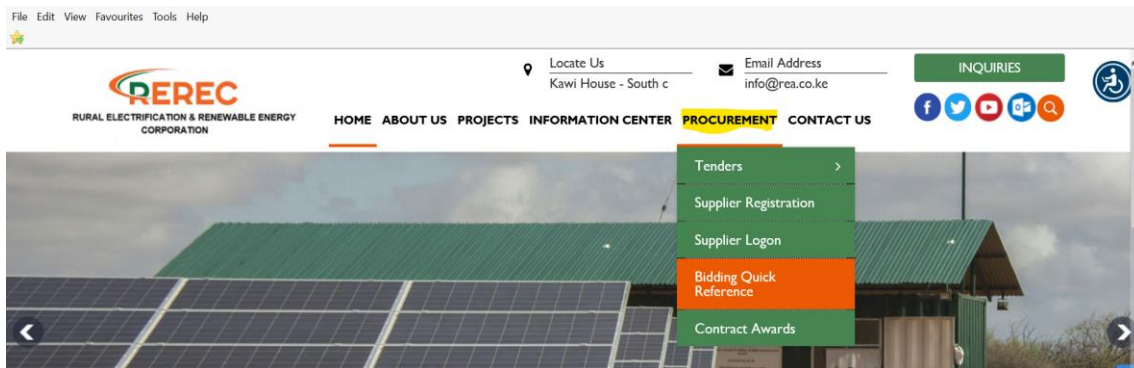 File Edit View Favourites Tools Help
Locate Us
Kawi House - South c
Email Address
info@rea.co.ke
INQUIRIES
REREC
RURAL ELECTRIFICATION & RENEWABLE ENERGY
CORPORATION
HOME ABOUT US PROJECTS INFORMATION CENTER PROCUREMENT CONTACT US
Tenders
Supplier Registration
Supplier Logon
Bidding Quick
Reference
Contract Awards